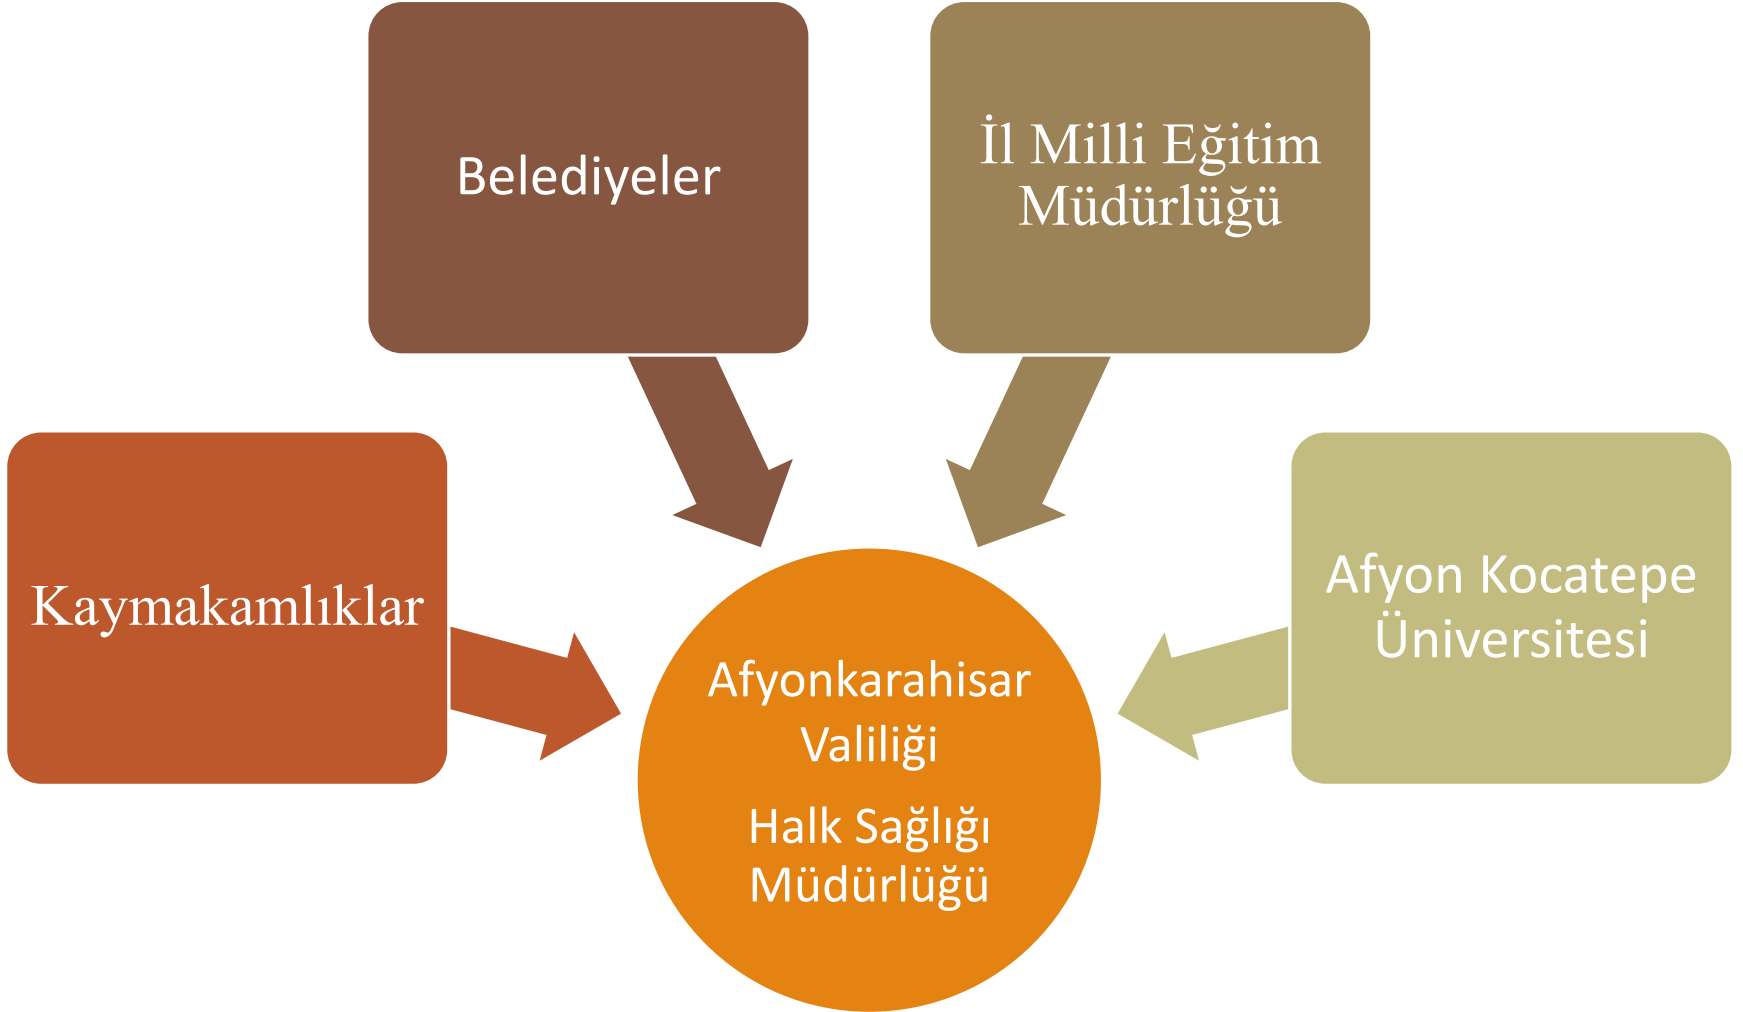 Belediyeler
İl Milli Eğitim
Müdürlüğü
Kaymakamlıklar
Afyon Kocatepe
Üniversitesi
Afyonkarahisar
Valiliği
Halk Sağlığı
Müdürlüğü